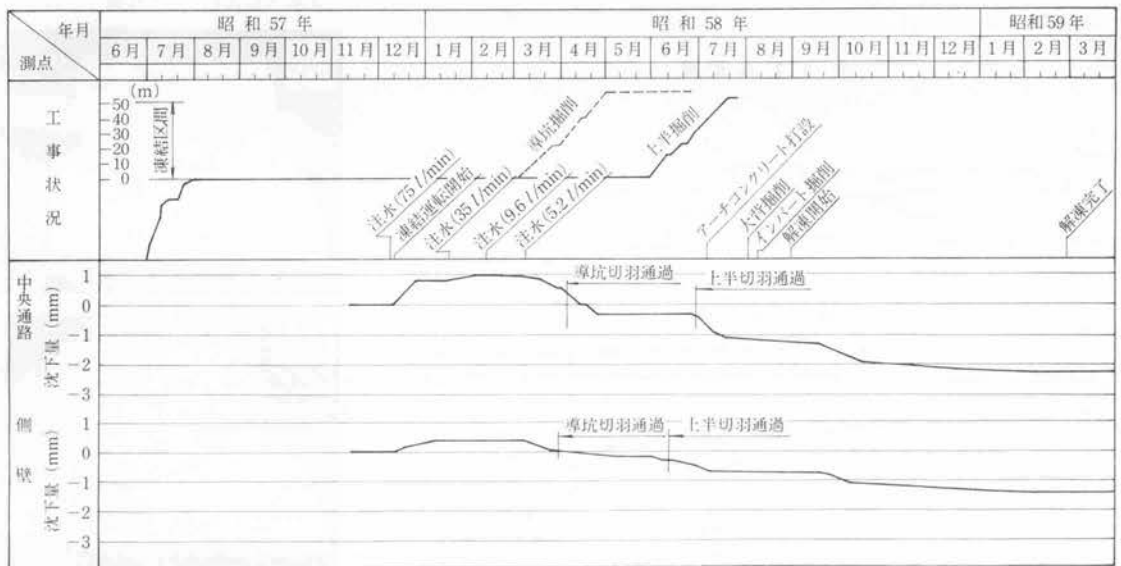 年月
測点
昭和57年
昭和58年
昭和59年
6月 7月 8月 9月 10月 11月 12月 1月 2月 3月 4月 5月 6月 7月 8月 9月 10月 11月 12月 1月 2月 3月
工事状況
(m)
50
40
30
20
10
0
凍結区間
注水(75 l/min)
凍結運転開始
注水(35 l/min)
注水(9.6 l/min)
注水(5.2 l/min)
導坑掘削
上半掘削
アーチコンクリート打設
大背掘削
インバート掘削
解凍開始
解凍完了
中央通路
沈下量(mm)
1
0
-1
-2
-3
導坑切羽通過
上半切羽通過
側壁
沈下量(mm)
1
0
-1
-2
-3
導坑切羽通過
上半切羽通過